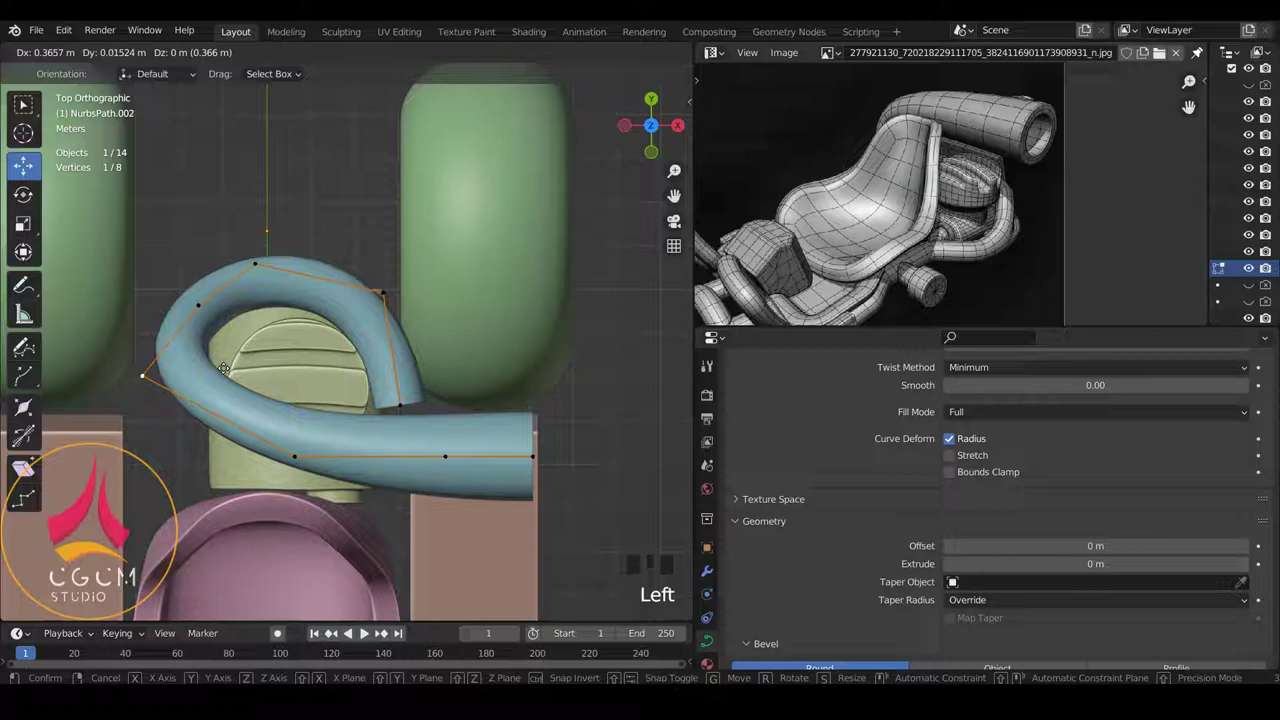 File Edit Render Window Help Layout Modeling Sculpting UV Editing Texture Paint Shading Animation Rendering Compositing Geometry Nodes Scripting Scene ViewLayer
Dx: 0.3657 m Dy: 0.01524 m Dz: 0 m (0.366 m)
View Image 277921130_720218229111705_3824116901173908931_n.jpg
Orientation: Default Drag: Select Box
Top Orthographic
(1) NurbsPath.002
Meters
Objects 1 / 14
Vertices 1 / 8
Y
Z X
Twist Method Minimum
Smooth 0.00
Fill Mode Full
Curve Deform Radius
Stretch
Bounds Clamp
Texture Space
Geometry
Offset 0 m
Extrude 0 m
Taper Object
Taper Radius Override
Map Taper
Bevel
Round Object Profile
CGCM
STUDIO
Left
Playback Keying View Marker 1 Start 1 End 250
1 20 40 60 80 100 120 140 160 180 200 220 240
Confirm Cancel X X Axis Y Y Axis Z Z Axis X X Plane Y Y Plane Z Z Plane Ctrl Snap Invert Snap Toggle G Move R Rotate S Resize Automatic Constraint Automatic Constraint Plane Precision Mode